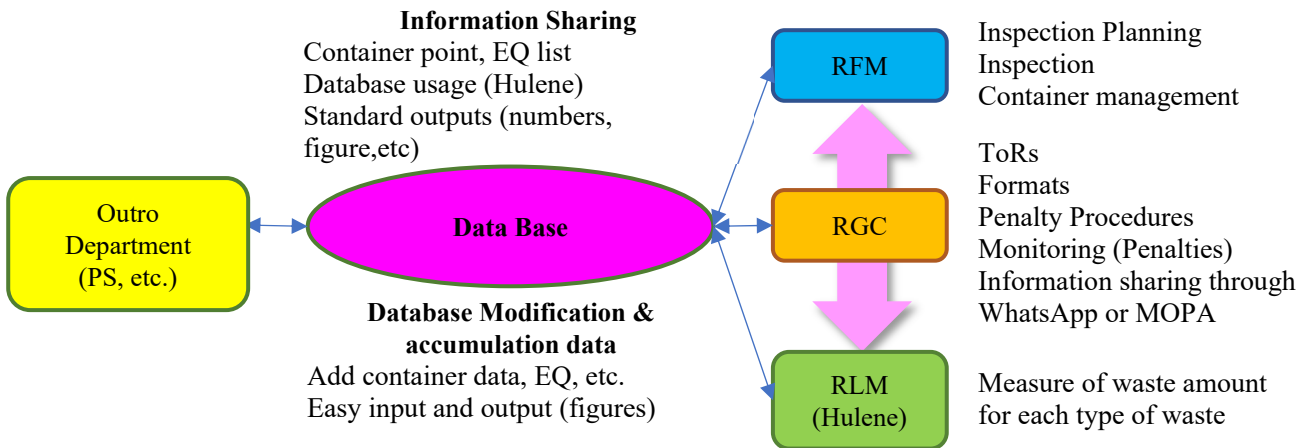 Information Sharing
Container point, EQ list
Database usage (Hulene)
Standard outputs (numbers,
figure,etc)
Outro
Department
(PS, etc.)
Data Base
Database Modification &
accumulation data
Add container data, EQ, etc.
Easy input and output (figures)
RFM
Inspection Planning
Inspection
Container management
RGC
ToRs
Formats
Penalty Procedures
Monitoring (Penalties)
Information sharing through
WhatsApp or MOPA
RLM
(Hulene)
Measure of waste amount
for each type of waste